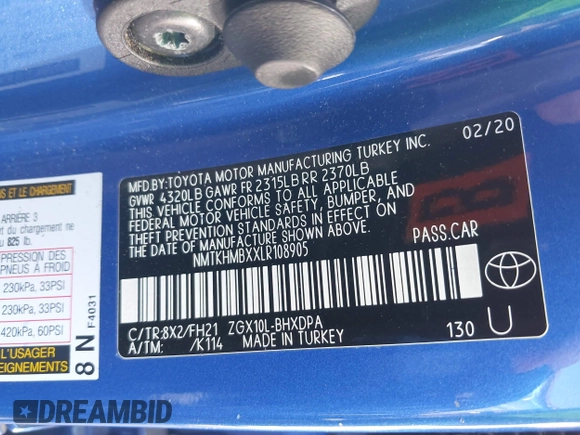 MFD.BY:TOYOTA MOTOR MANUFACTURING TURKEY INC. 02/20
GVWR 4320LB GAWR FR 2315LB RR 2370LB
THIS VEHICLE CONFORMS TO ALL APPLICABLE
FEDERAL MOTOR VEHICLE SAFETY, BUMPER, AND
THEFT PREVENTION STANDARDS IN EFFECT ON THE
DATE OF MANUFACTURE SHOWN ABOVE.
NMTKHMBXXLR108905 PASS.CAR
C/TR:8X2/FH21 ZGX10L-BHXDPA
A/TM: /K114 MADE IN TURKEY 130 U
ARRIÈRE 3
et du chargement ne
825 lb.
PRESSION DES
PNEUS À FROID
230kPa, 33PSI
230kPa, 33PSI
420kPa, 60PSI
L'USAGER
8 N F4031
DREAMBID